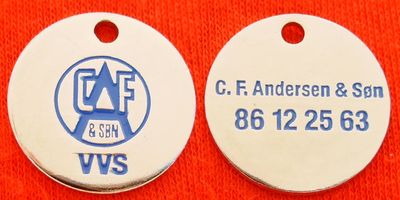 CAF
& SØN
VVS
C. F. Andersen & Søn
86 12 25 63